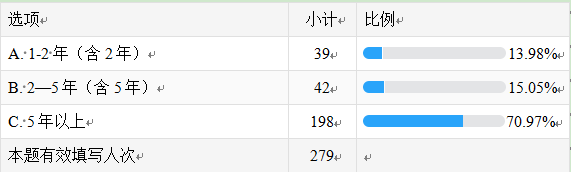 选项 小计 比例
A. 1-2 年（含 2 年） 39 13.98%
B. 2—5 年（含 5 年） 42 15.05%
C. 5 年以上 198 70.97%
本题有效填写人次 279